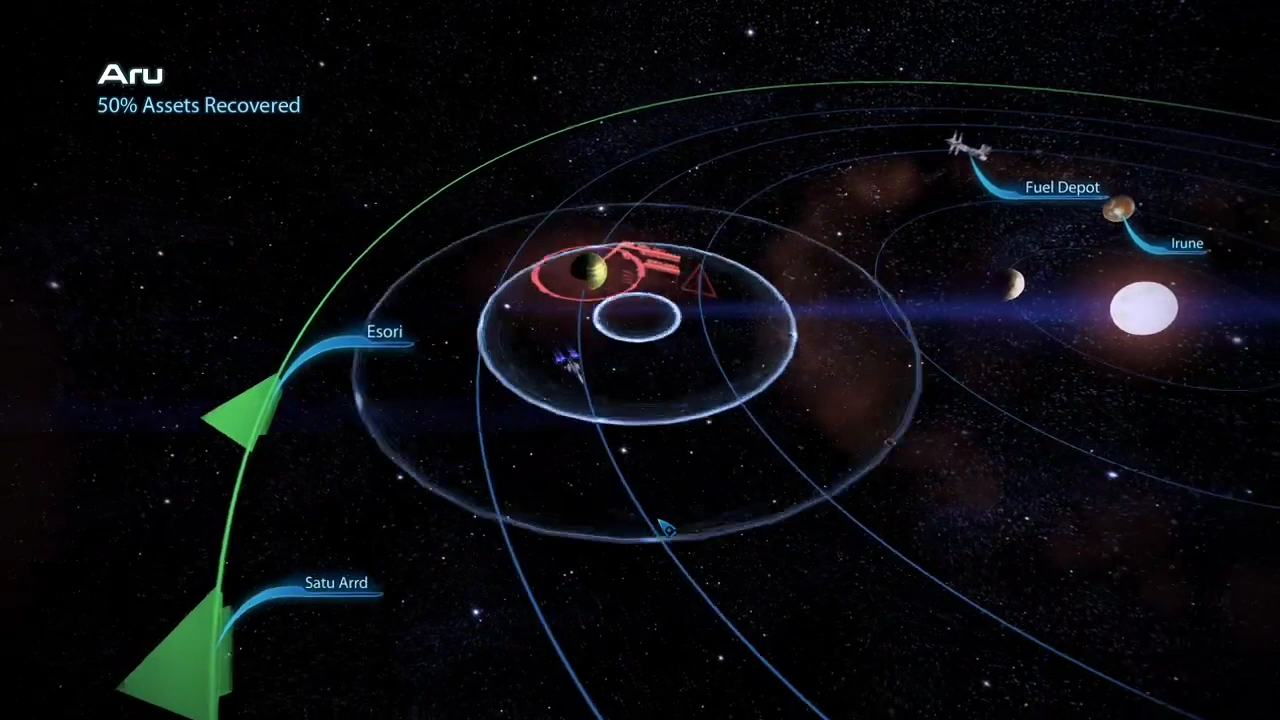 Aru
50% Assets Recovered
Fuel Depot
Irune
Esori
Satu Arrd